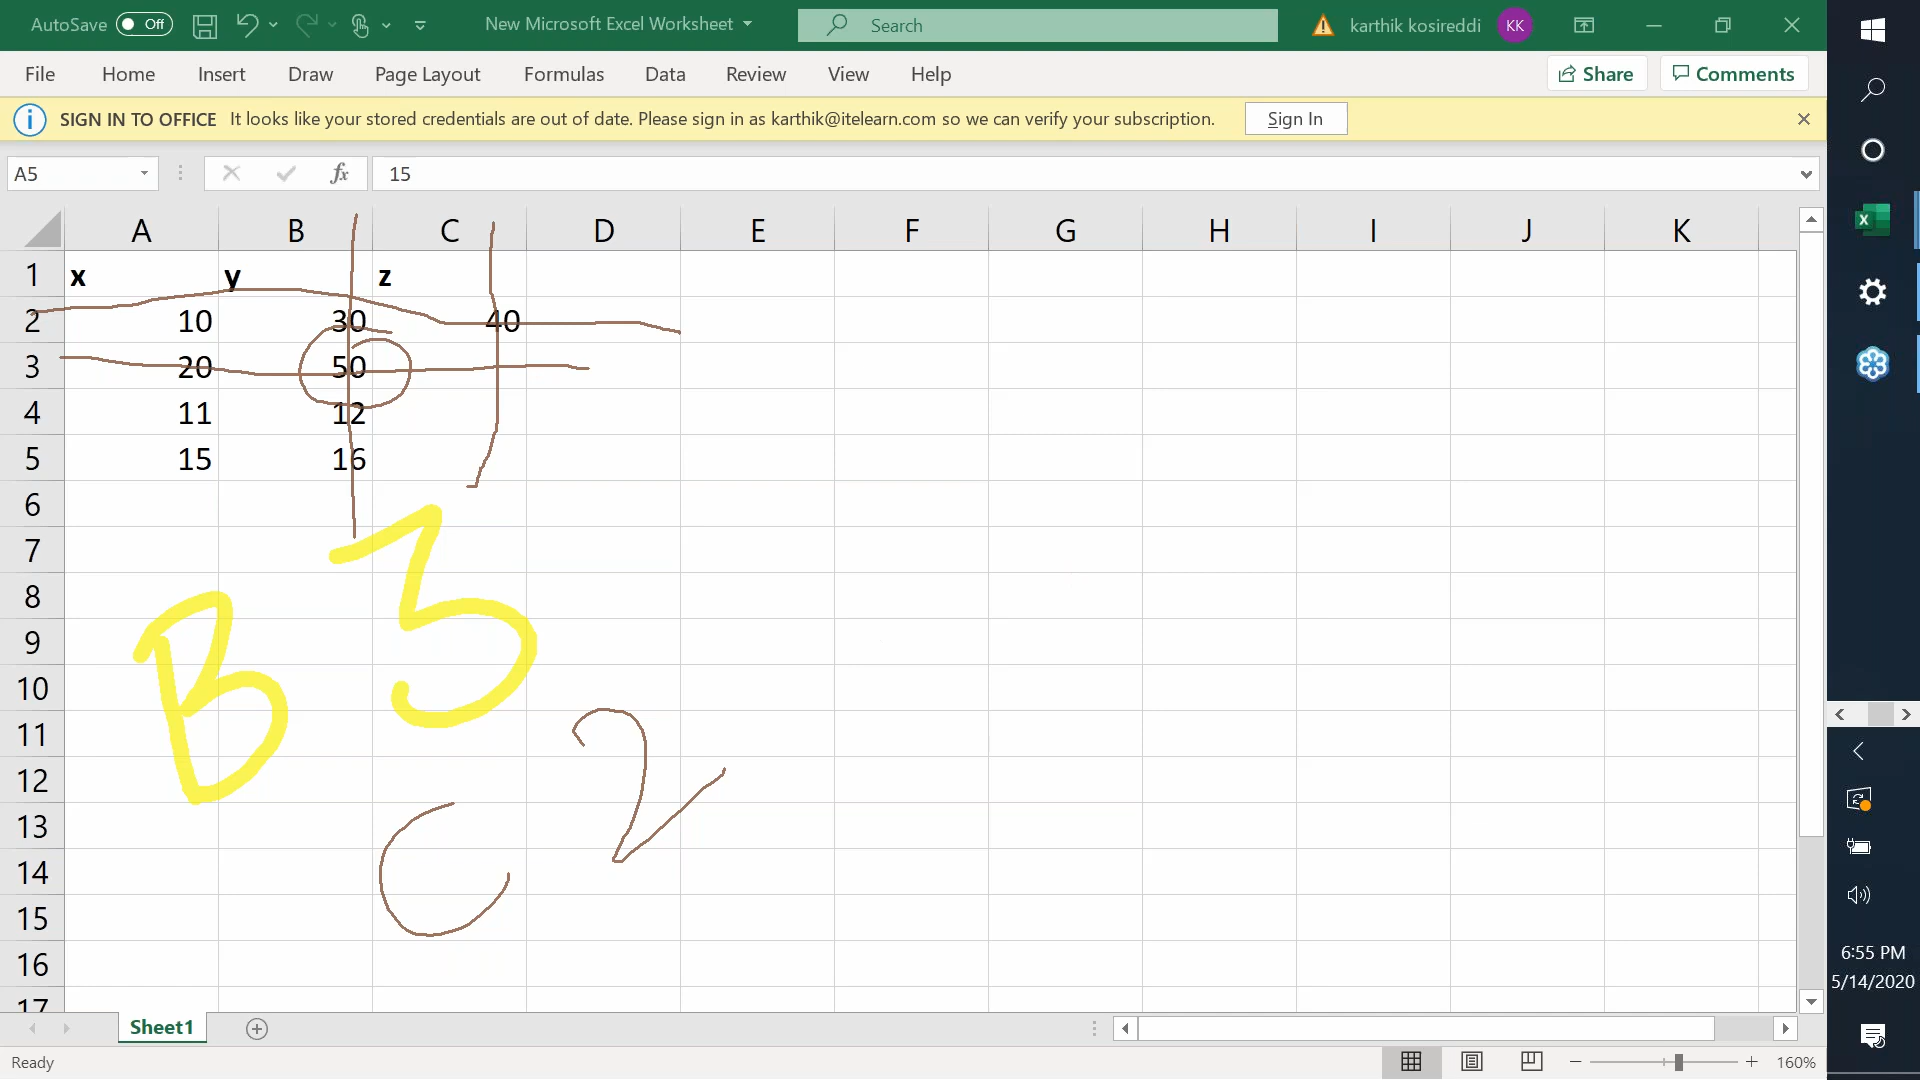 AutoSave Off New Microsoft Excel Worksheet Search karthik kosireddi KK
File Home Insert Draw Page Layout Formulas Data Review View Help Share Comments
SIGN IN TO OFFICE It looks like your stored credentials are out of date. Please sign in as karthik@itelearn.com so we can verify your subscription. Sign In
A5 fx 15
A B C D E F G H I J K
1 x y z
2 10 30 40
3 20 50
4 11 12
5 15 16
6
7
8
9
10
11
12
13
14
15
16
17
B 3
C 2
Sheet1
Ready 160%
6:55 PM
5/14/2020